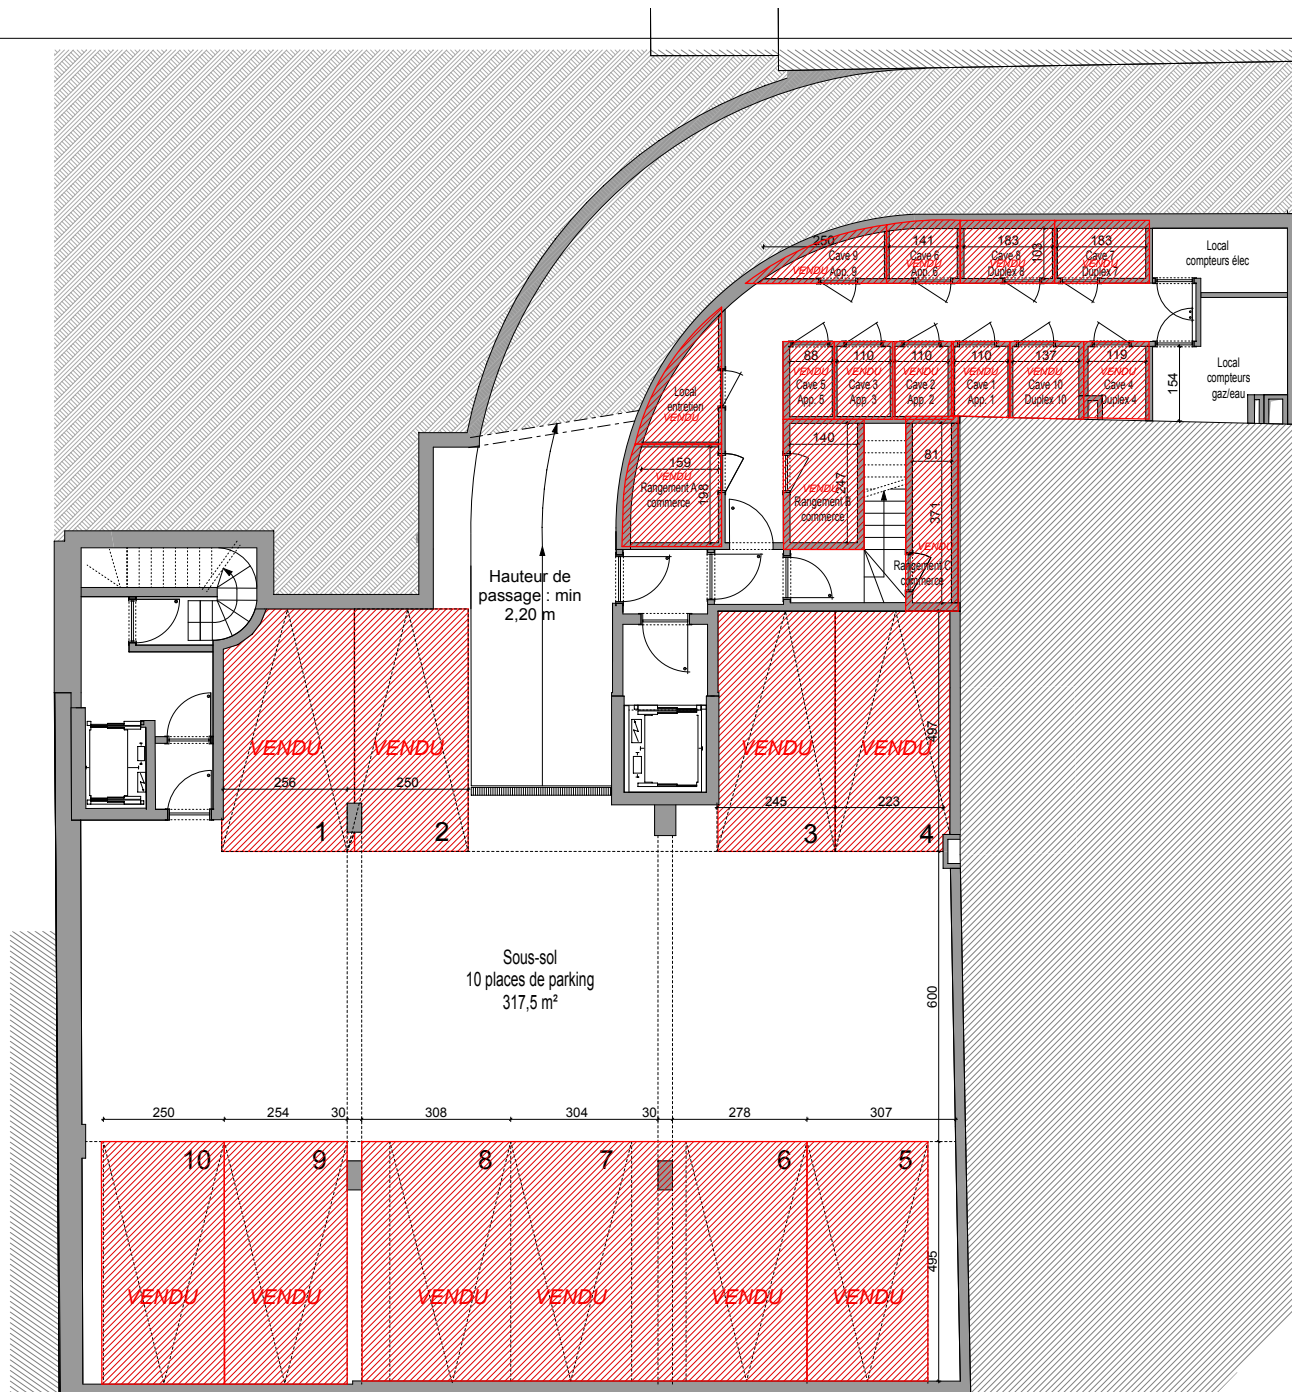 250
Cave 9
VENDU
App. 9
141
Cave 6
VENDU
App. 6
183
Cave 8
VENDU
Duplex 8
103
183
Cave 7
VENDU
Duplex 7
Local
compteurs élec
88
VENDU
Cave 5
App. 5
110
VENDU
Cave 3
App. 3
110
VENDU
Cave 2
App. 2
110
VENDU
Cave 1
App. 1
137
VENDU
Cave 10
Duplex 10
119
VENDU
Cave 4
Duplex 4
154
Local
compteurs
gaz/eau
Local
entretien
VENDU
159
VENDU
Rangement A
commerce
198
140
VENDU
Rangement B
commerce
247
81
371
VENDU
Rangement C
commerce
Hauteur de
passage : min
2,20 m
VENDU
256
1
VENDU
250
2
VENDU
245
3
VENDU
223
4
497
Sous-sol
10 places de parking
317,5 m²
600
250
254
30
308
304
30
278
307
10
9
8
7
6
5
VENDU
VENDU
VENDU
VENDU
VENDU
VENDU
495